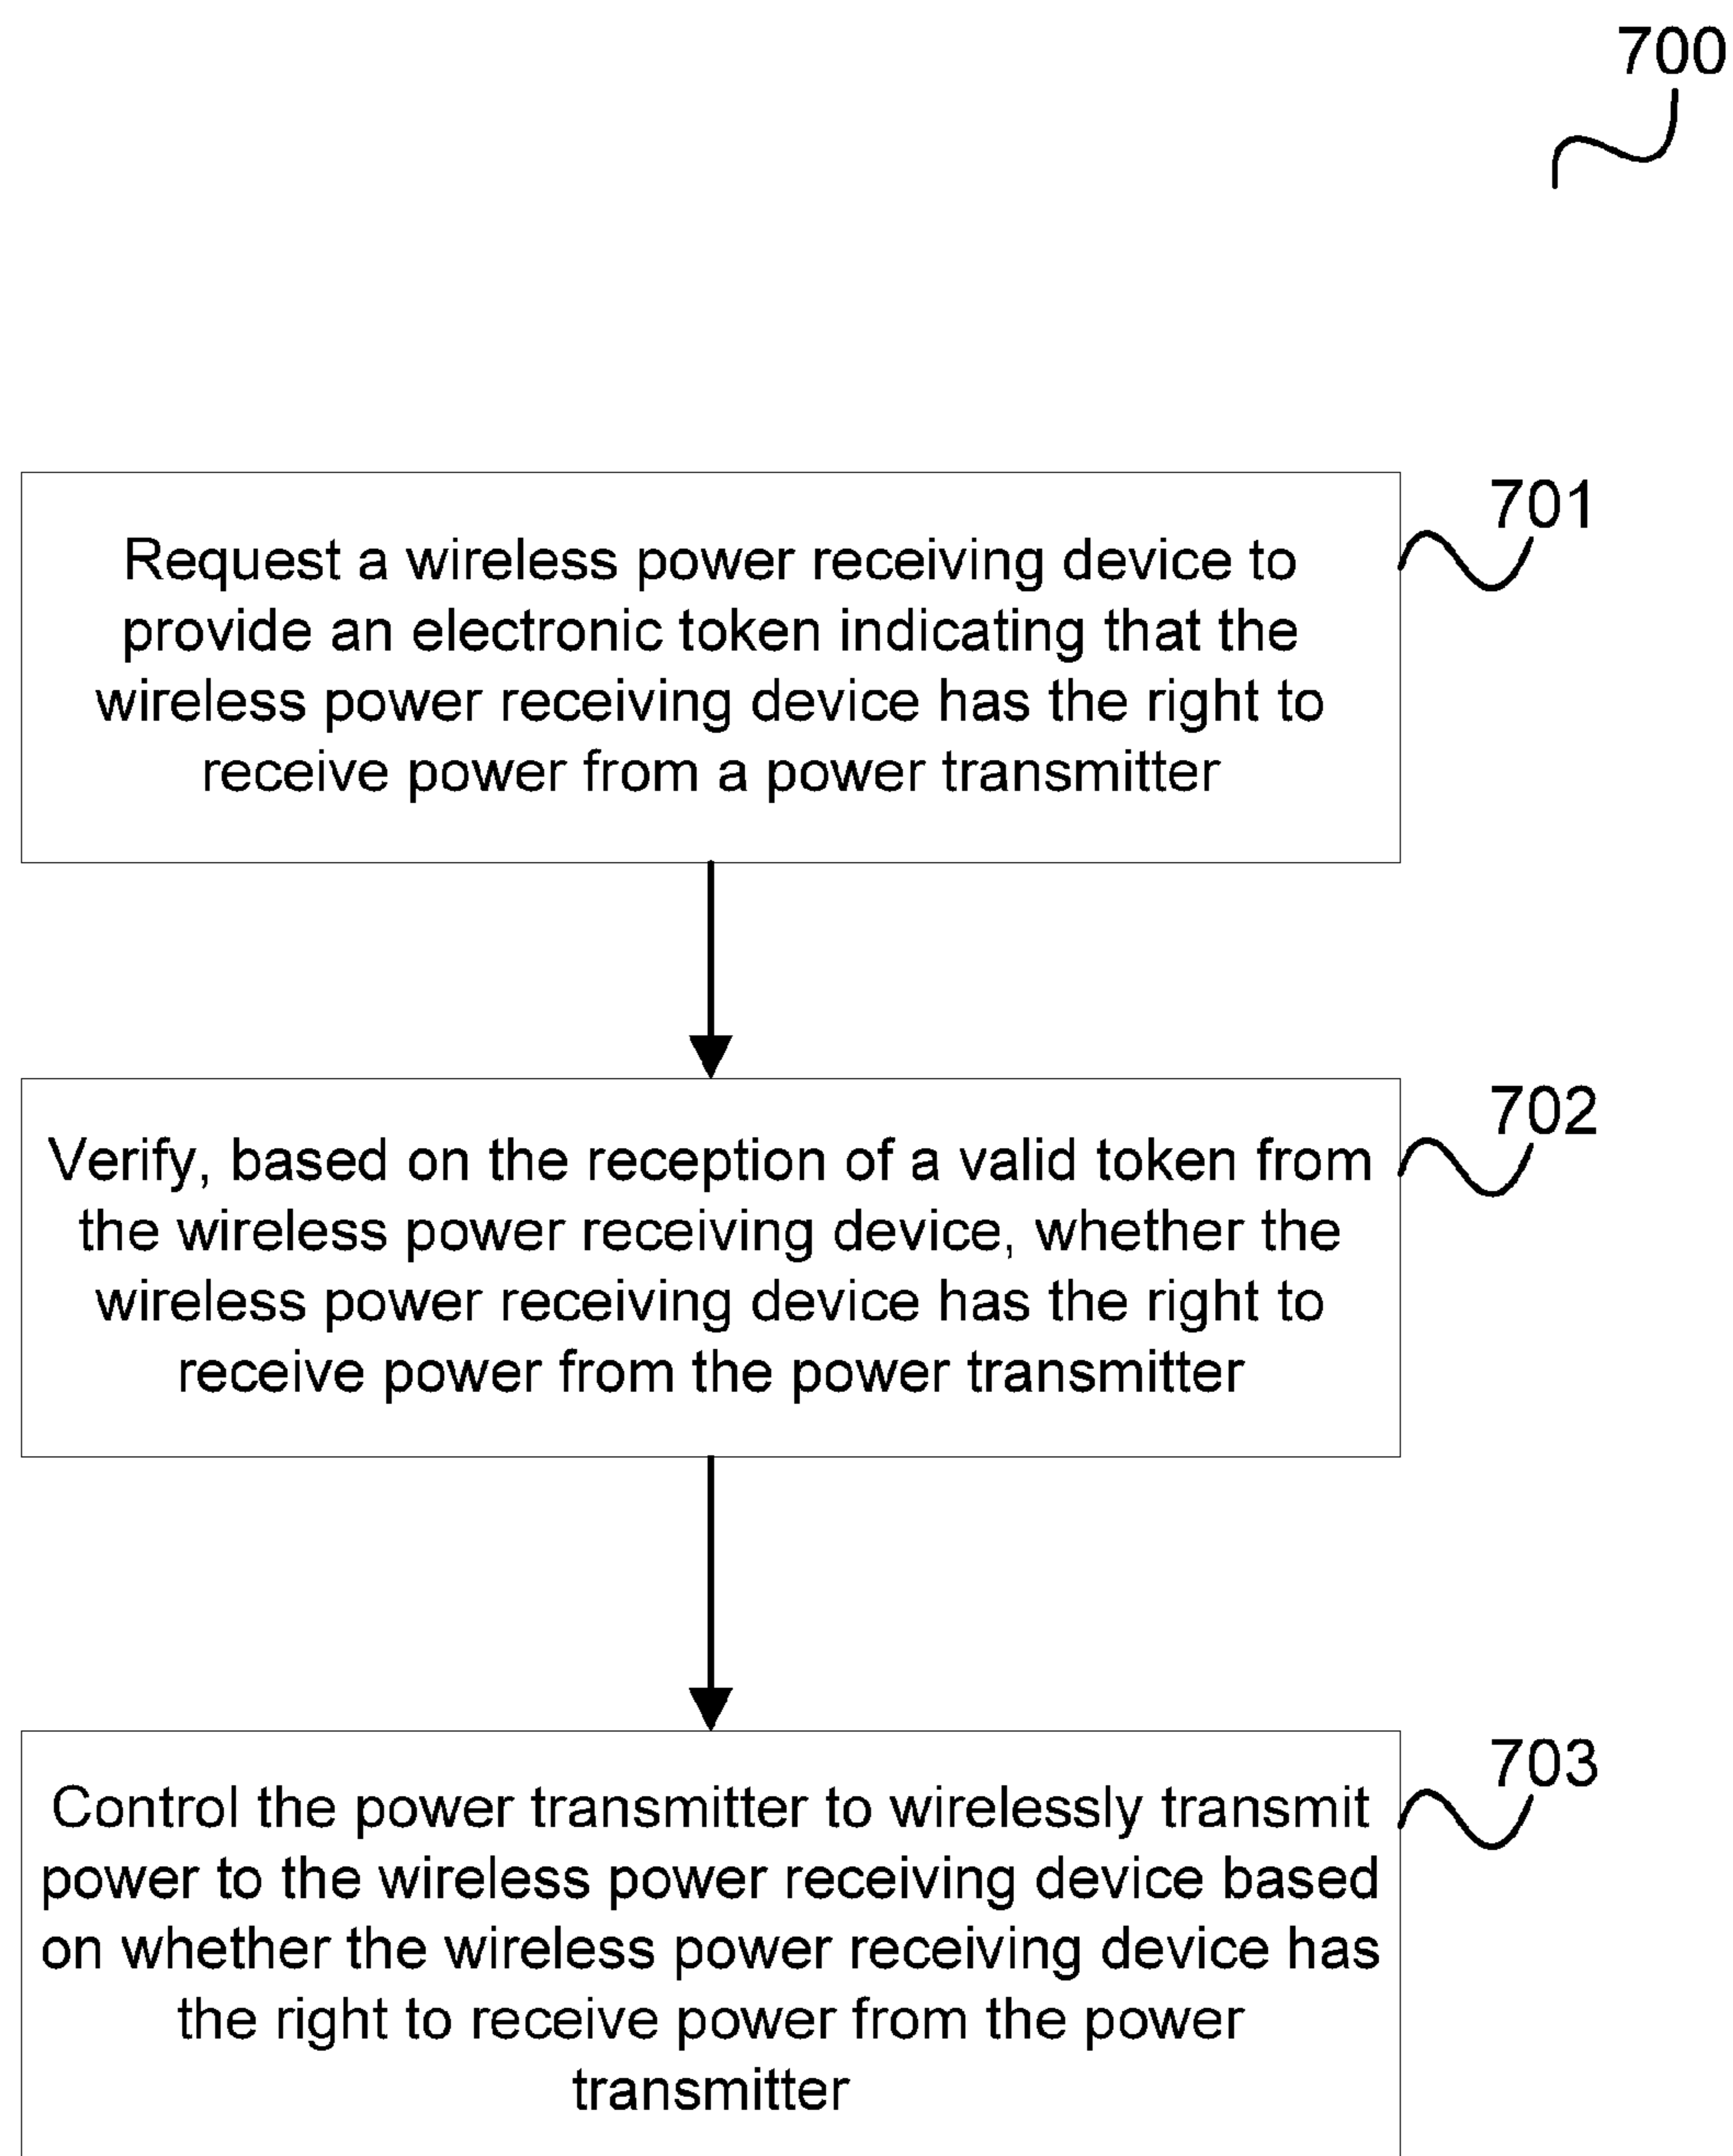 700
701
Request a wireless power receiving device to
provide an electronic token indicating that the
wireless power receiving device has the right to
receive power from a power transmitter
702
Verify, based on the reception of a valid token from
the wireless power receiving device, whether the
wireless power receiving device has the right to
receive power from the power transmitter
703
Control the power transmitter to wirelessly transmit
power to the wireless power receiving device based
on whether the wireless power receiving device has
the right to receive power from the power
transmitter